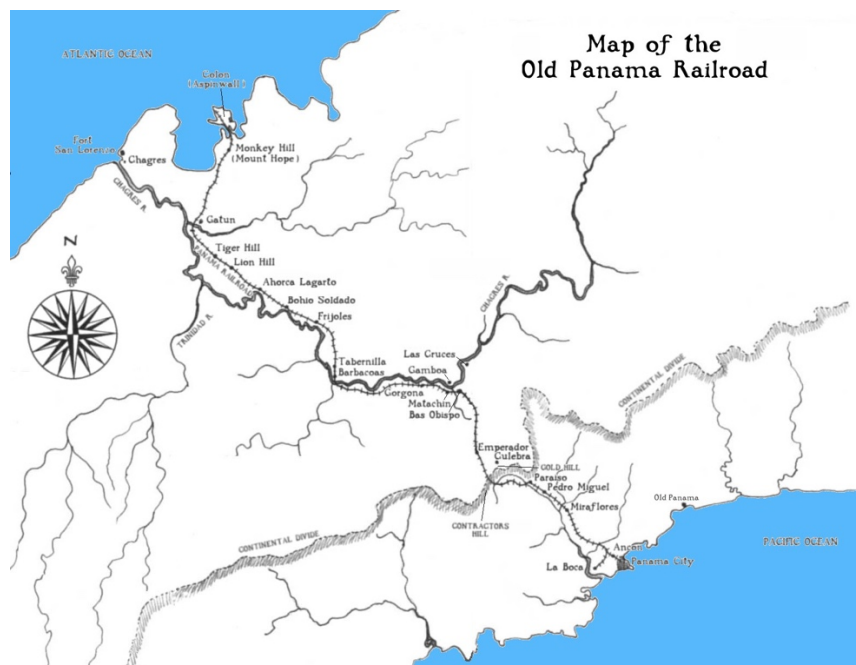 Map of the
Old Panama Railroad
ATLANTIC OCEAN
Colon
(Aspinwall)
Fort
San Lorenzo
Chagres
Monkey Hill
(Mount Hope)
CHAGRES R.
Gatun
N
Tiger Hill
Lion Hill
PANAMA RAILROAD
Ahorca Lagarto
Bohio Soldado
Frijoles
TRINIDAD R.
CHAGRES R.
Las Cruces
Tabernilla
Barbacoas
Gamboa
Gorgona
Matachin
Bas Obispo
CONTINENTAL DIVIDE
Emperador
Culebra
GOLD HILL
Paraiso
Pedro Miguel
Miraflores
Old Panama
CONTRACTORS
HILL
CONTINENTAL DIVIDE
PACIFIC OCEAN
Ancon
La Boca
Panama City